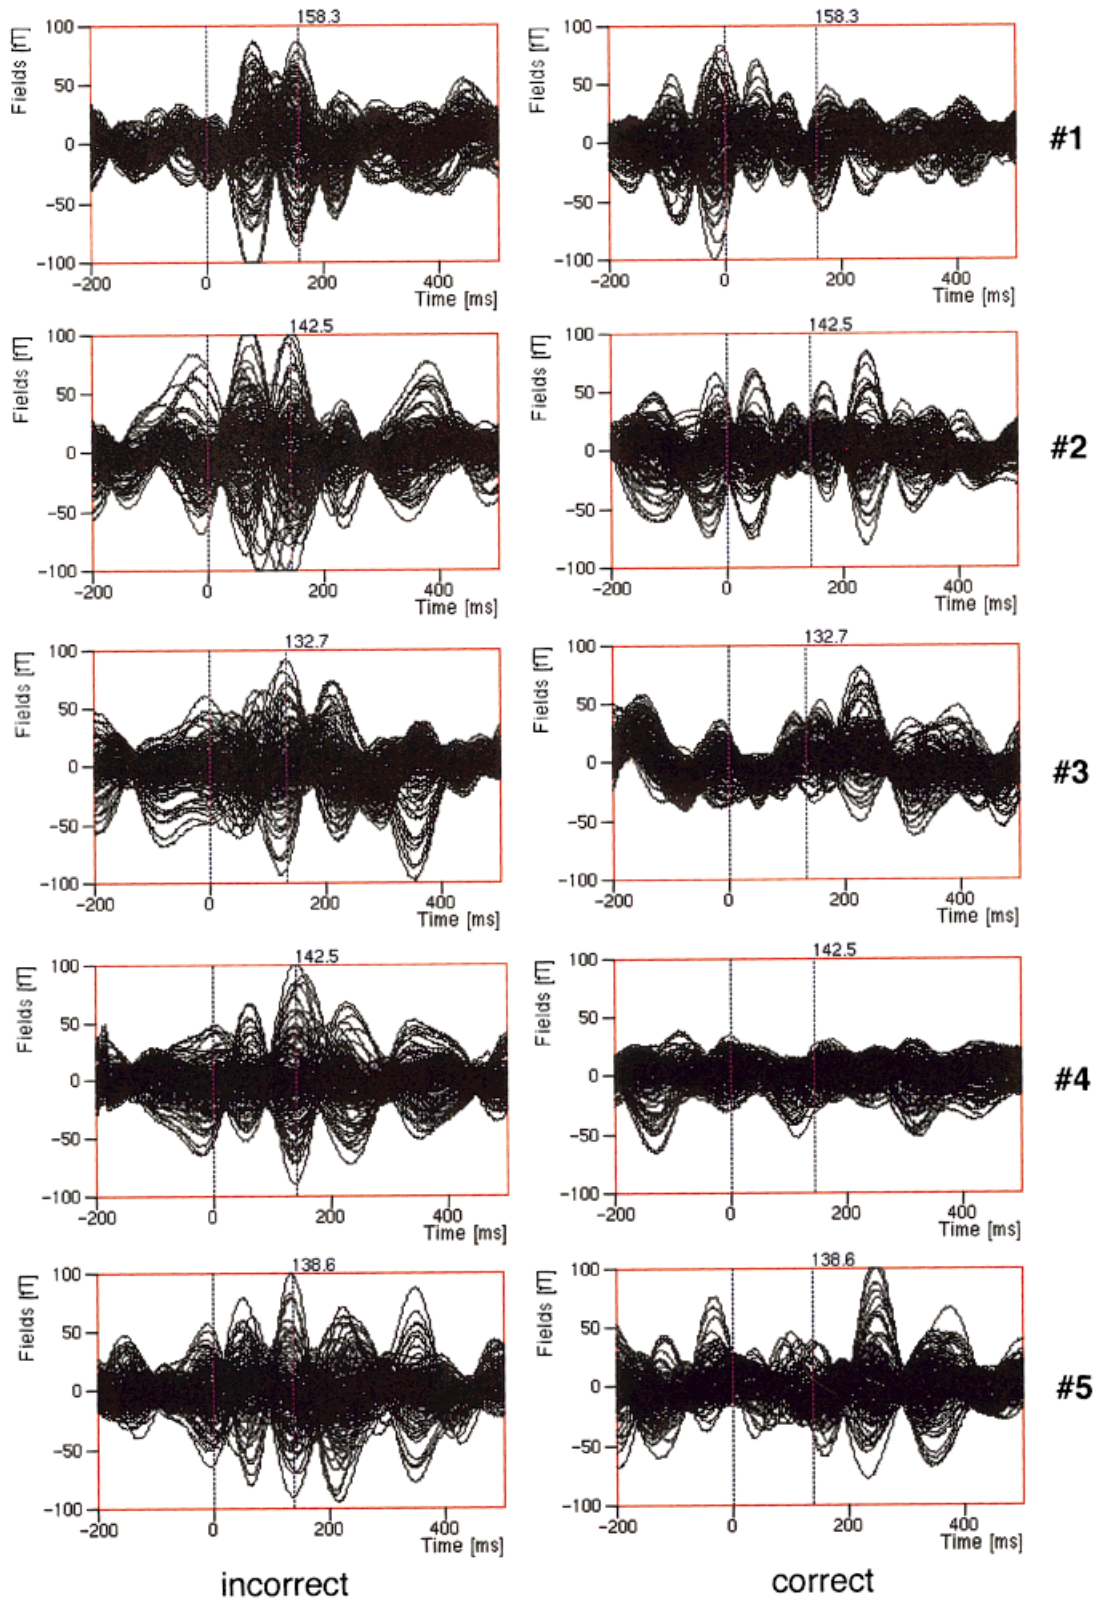 158.3 158.3
Fields [fT] 100 50 0 -50 -100 Fields [fT] 100 50 0 -50 -100 #1
-200 0 200 400 -200 0 200 400
Time [ms] Time [ms]
142.5 142.5
Fields [fT] 100 50 0 -50 -100 Fields [fT] 100 50 0 -50 -100 #2
-200 0 200 400 -200 0 200 400
Time [ms] Time [ms]
132.7 132.7
Fields [fT] 100 50 0 -50 -100 Fields [fT] 100 50 0 -50 -100 #3
-200 0 200 400 -200 0 200 400
Time [ms] Time [ms]
142.5 142.5
Fields [fT] 100 50 0 -50 -100 Fields [fT] 100 50 0 -50 -100 #4
-200 0 200 400 -200 0 200 400
Time [ms] Time [ms]
138.6 138.6
Fields [fT] 100 50 0 -50 -100 Fields [fT] 100 50 0 -50 -100 #5
-200 0 200 400 -200 0 200 400
Time [ms] Time [ms]
incorrect correct